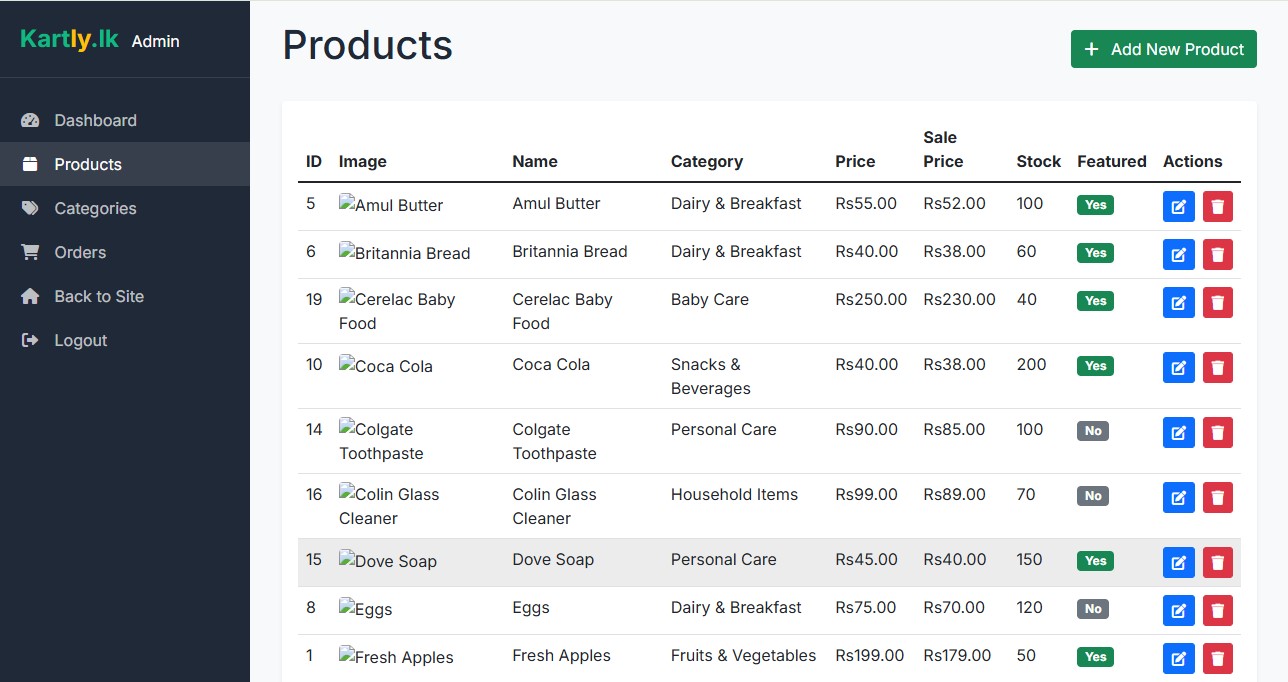 Kartly.lk Admin
Products
+ Add New Product
Dashboard
Products
Categories
Orders
Back to Site
Logout
ID Image Name Category Price Sale Price Stock Featured Actions
5 Amul Butter Amul Butter Dairy & Breakfast Rs55.00 Rs52.00 100 Yes
6 Britannia Bread Britannia Bread Dairy & Breakfast Rs40.00 Rs38.00 60 Yes
19 Cerelac Baby Food Cerelac Baby Food Baby Care Rs250.00 Rs230.00 40 Yes
10 Coca Cola Coca Cola Snacks & Beverages Rs40.00 Rs38.00 200 Yes
14 Colgate Toothpaste Colgate Toothpaste Personal Care Rs90.00 Rs85.00 100 No
16 Colin Glass Cleaner Colin Glass Cleaner Household Items Rs99.00 Rs89.00 70 No
15 Dove Soap Dove Soap Personal Care Rs45.00 Rs40.00 150 Yes
8 Eggs Eggs Dairy & Breakfast Rs75.00 Rs70.00 120 No
1 Fresh Apples Fresh Apples Fruits & Vegetables Rs199.00 Rs179.00 50 Yes